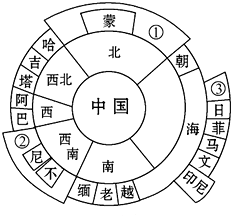 中国
北
西北
西
西南
南
海
蒙
①
朝
③
日
菲
马
文
印尼
越
老
缅
不
尼
②
巴
阿
塔
吉
哈